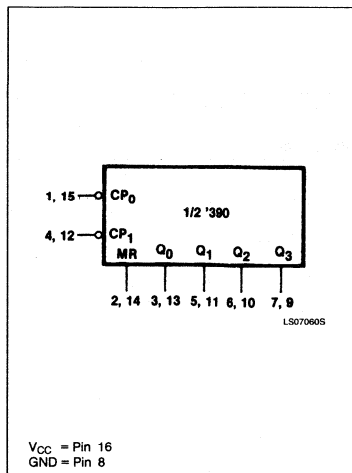 1, 15 CP0 1/2 '390
4, 12 CP1
MR Q0 Q1 Q2 Q3
2, 14 3, 13 5, 11 6, 10 7, 9
LS07060S
VCC = Pin 16
GND = Pin 8